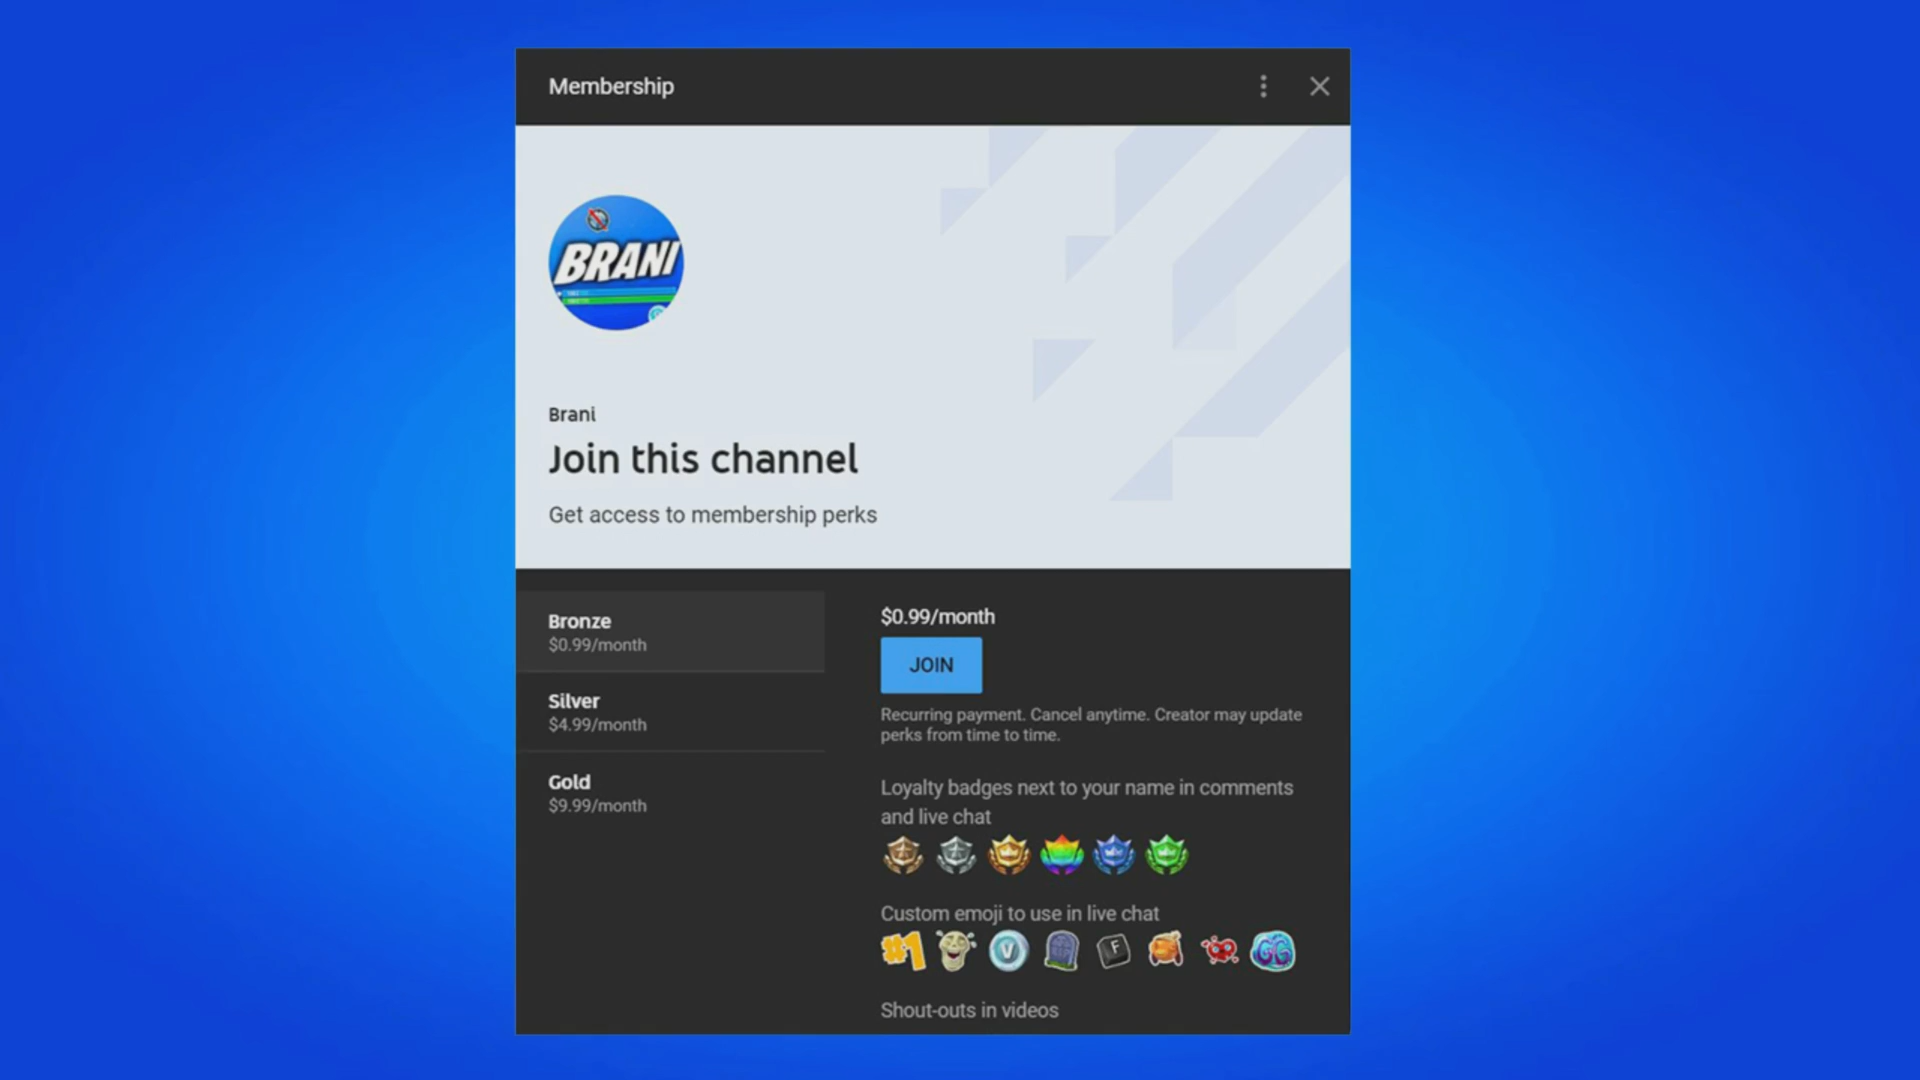 Membership
BRANI
Brani
Join this channel
Get access to membership perks
Bronze
$0.99/month
Silver
$4.99/month
Gold
$9.99/month
$0.99/month
JOIN
Recurring payment. Cancel anytime. Creator may update
perks from time to time.
Loyalty badges next to your name in comments
and live chat
Custom emoji to use in live chat
#1 V F GG
Shout-outs in videos